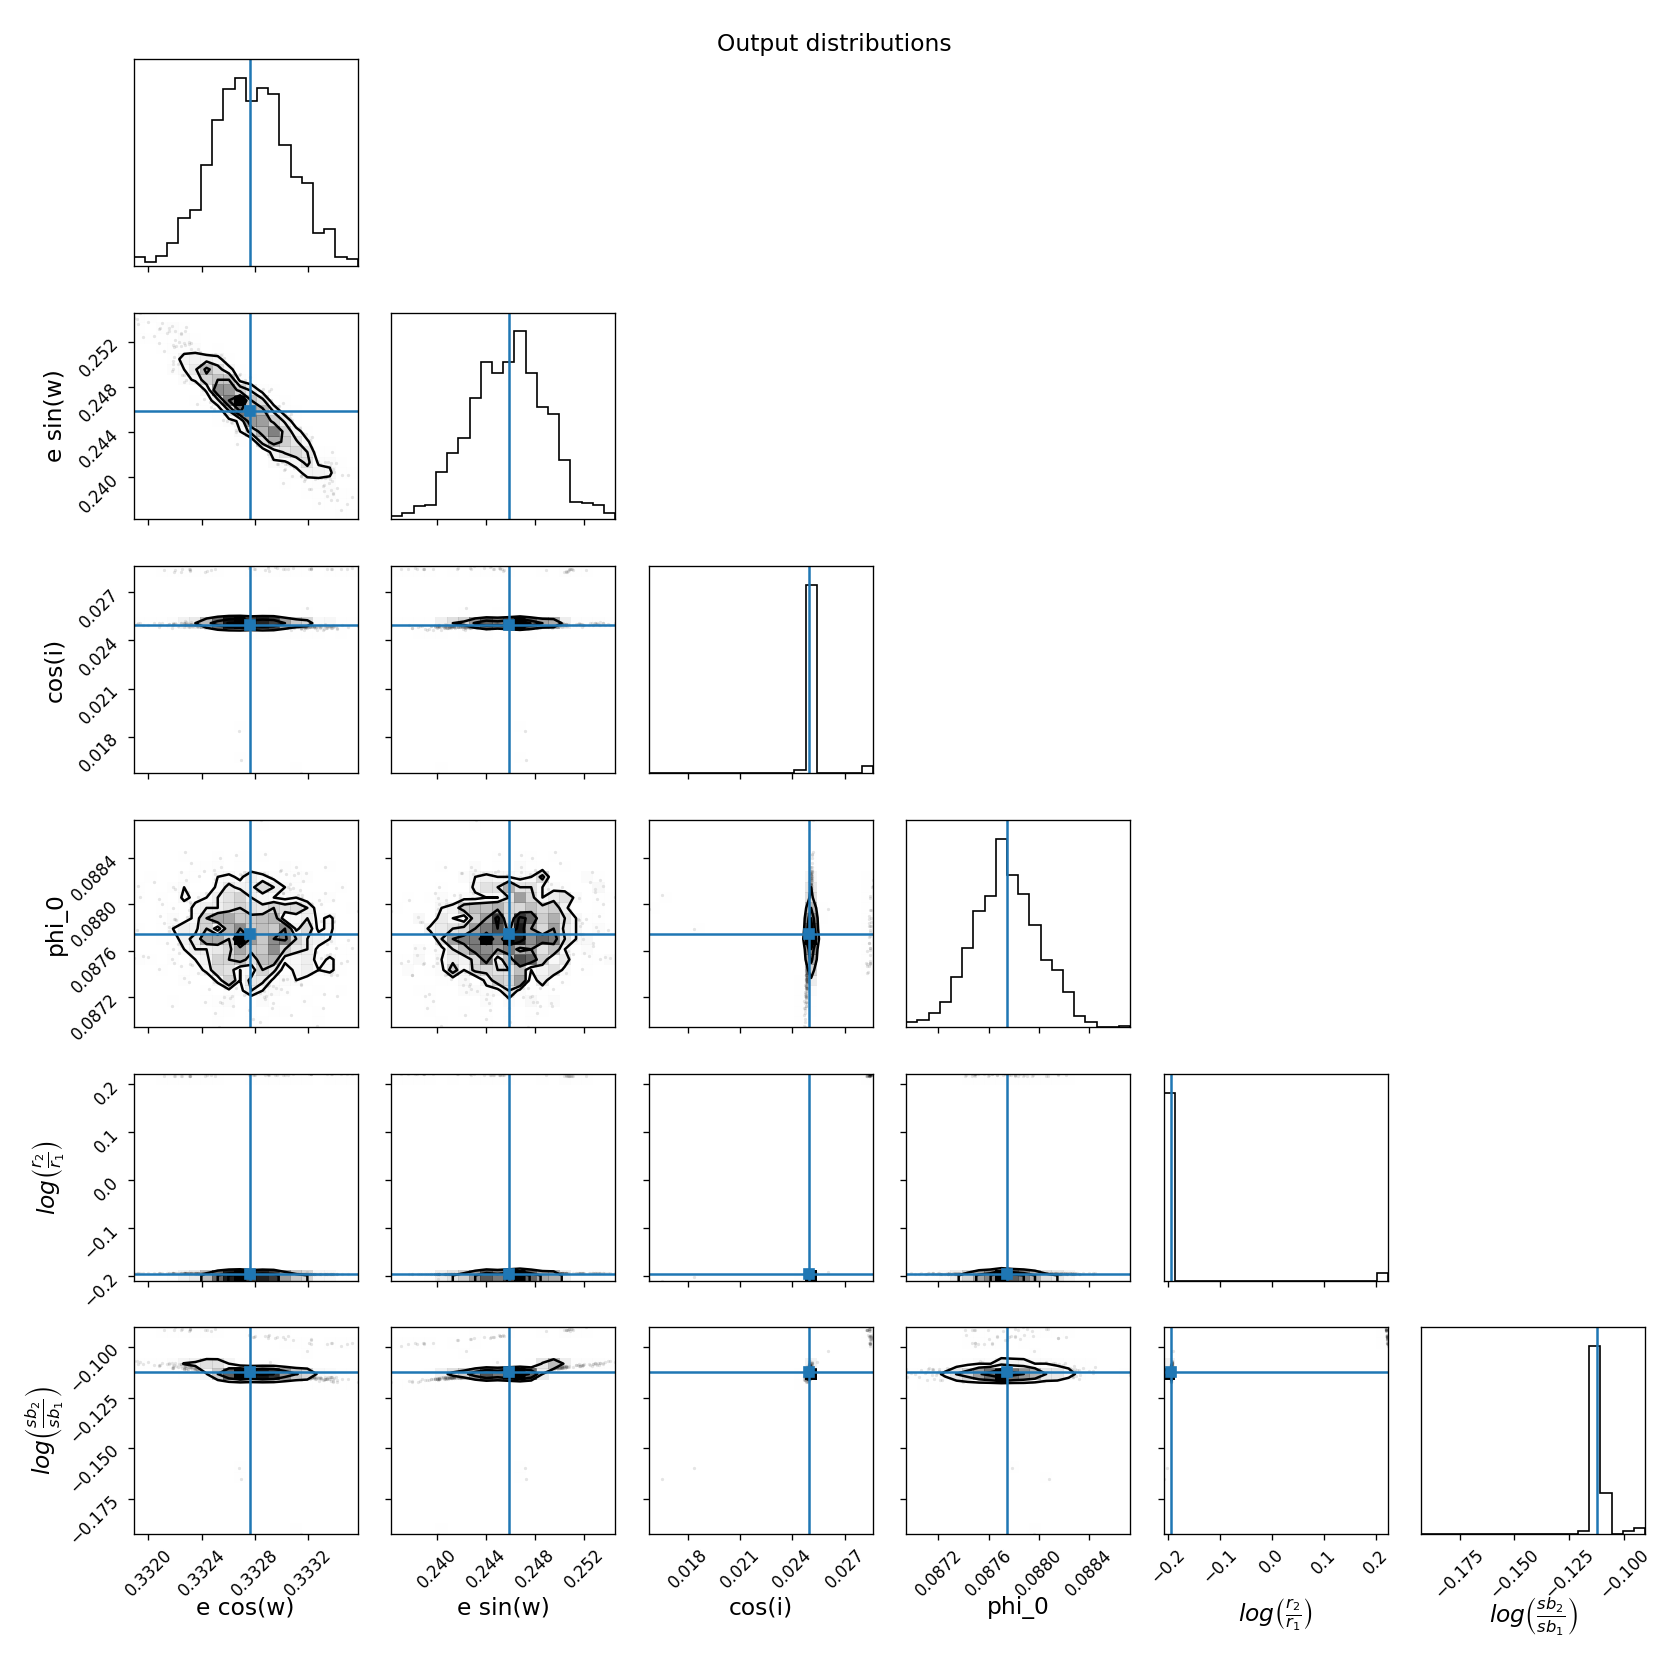 Output distributions
e sin(w)
0.252
0.248
0.244
0.240
cos(i)
0.027
0.024
0.021
0.018
phi_0
0.0884
0.0880
0.0876
0.0872
log(r₂/r₁)
0.2
0.1
0.0
−0.1
−0.2
log(sb₂/sb₁)
−0.100
−0.125
−0.150
−0.175
0.3320 0.3324 0.3328 0.3332
0.240 0.244 0.248 0.252
0.018 0.021 0.024 0.027
0.0872 0.0876 0.0880 0.0884
−0.2 −0.1 0.0 0.1 0.2
−0.175 −0.150 −0.125 −0.100
e cos(w)
e sin(w)
cos(i)
phi_0
log(r₂/r₁)
log(sb₂/sb₁)